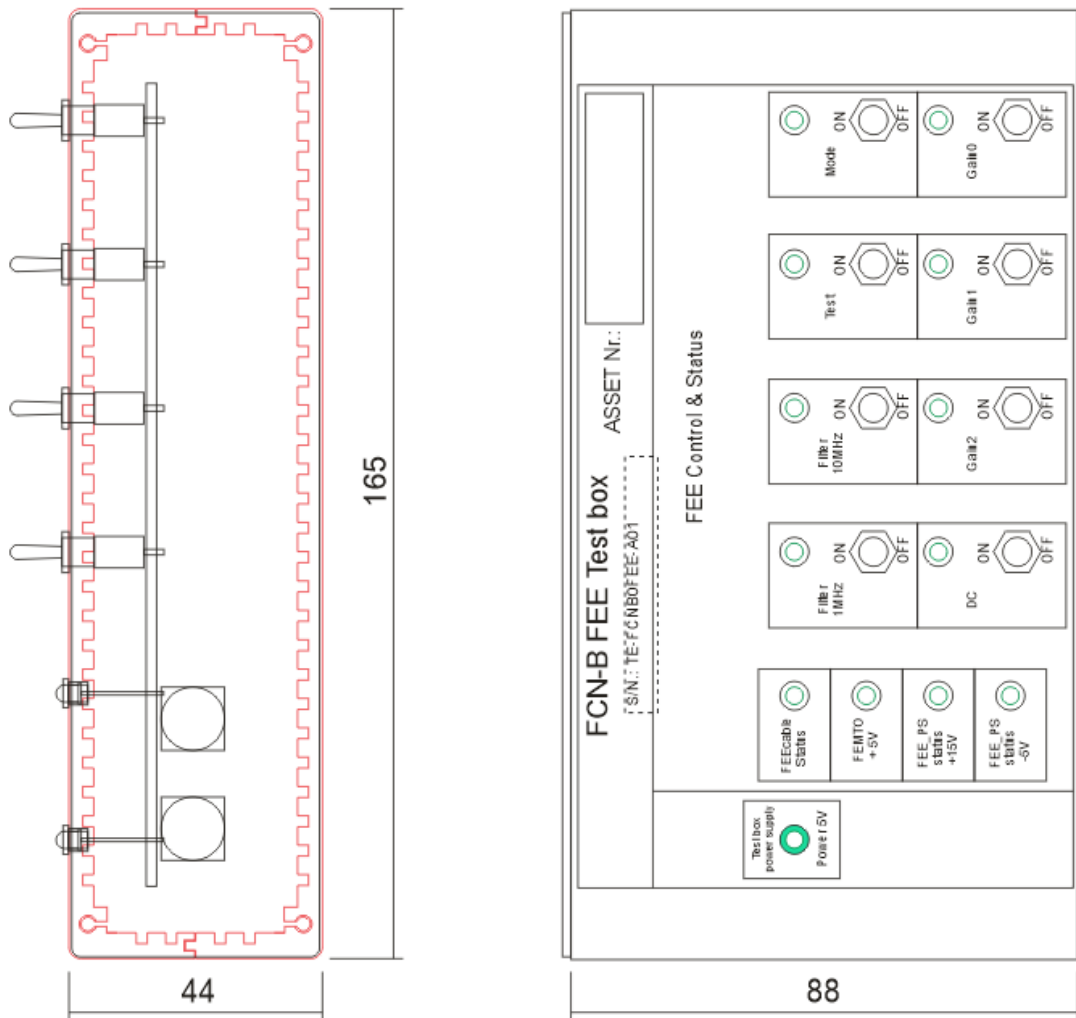 165
44
FCN-B FEE Test box
S/N.: TE-FCNB0FEE-A01
ASSET Nr.:
FEE Control & Status
Mode
ON
OFF
Gain0
ON
OFF
Test
ON
OFF
Gain1
ON
OFF
Filter
10MHz
ON
OFF
Gain2
ON
OFF
Filter
1MHz
ON
OFF
DC
ON
OFF
FEEcable
Status
FEMTO
+5V
FEE_PS
status
+15V
FEE_PS
status
-5V
Testbox
power supply
Power 5V
88